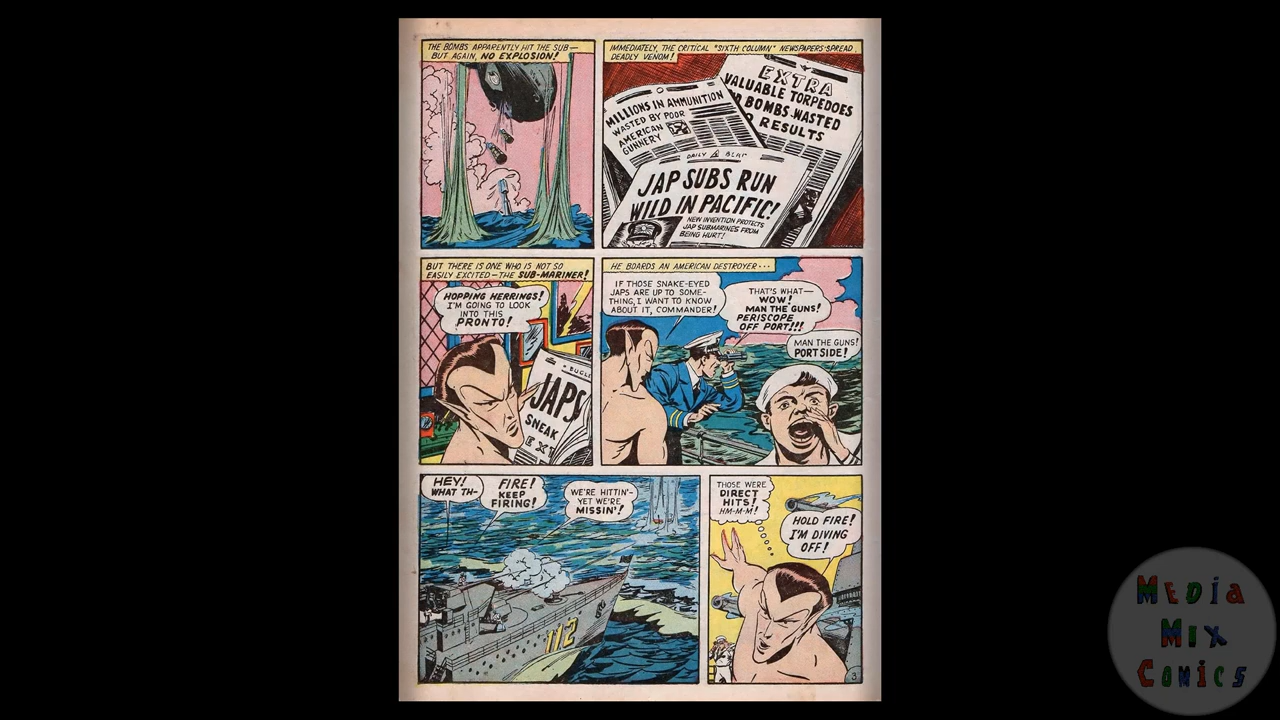 THE BOMBS APPARENTLY HIT THE SUB—
BUT AGAIN, NO EXPLOSION!
IMMEDIATELY, THE CRITICAL "SIXTH COLUMN" NEWSPAPERS SPREAD
DEADLY VENOM!
MILLIONS IN AMMUNITION
WASTED BY POOR
AMERICAN
GUNNERY
EXTRA
VALUABLE TORPEDOES
BOMBS WASTED
RESULTS
DAILY
JAP SUBS RUN
WILD IN PACIFIC!
NEW INVENTION PROTECTS
JAP SUBMARINES FROM
BEING HURT!
BUT THERE IS ONE WHO IS NOT SO
EASILY EXCITED—THE SUB-MARINER!
HOPPING HERRINGS!
I'M GOING TO LOOK
INTO THIS
PRONTO!
BUGLE
JAPS
SNEAK
EX
HE BOARDS AN AMERICAN DESTROYER...
IF THOSE SNAKE-EYED
JAPS ARE UP TO SOME-
THING, I WANT TO KNOW
ABOUT IT, COMMANDER!
THAT'S WHAT—
WOW!
MAN THE GUNS!
PERISCOPE
OFF PORT!!!
MAN THE GUNS!
PORT SIDE!
HEY!
WHAT TH-
FIRE!
KEEP
FIRING!
WE'RE HITTIN'-
YET WE'RE
MISSIN'!
112
THOSE WERE
DIRECT
HITS!
HM-M-M!
HOLD FIRE!
I'M DIVING
OFF!
3
MEDiA
MiX
COMiCS